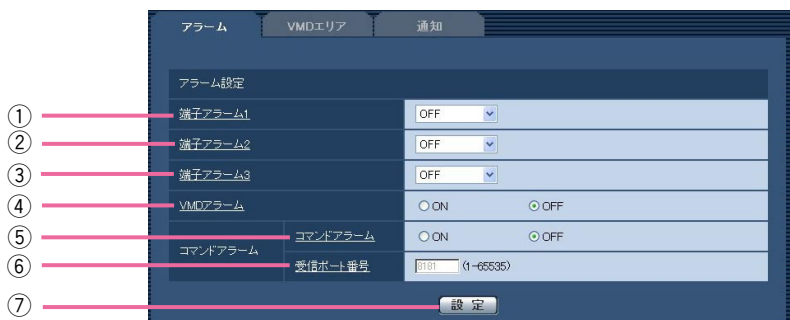 アラーム VMDエリア 通知
アラーム設定
① 端子アラーム1 OFF
② 端子アラーム2 OFF
③ 端子アラーム3 OFF
④ VMDアラーム ON OFF
⑤ コマンドアラーム コマンドアラーム ON OFF
⑥ 受信ポート番号 8181 (1-65535)
⑦ 設 定